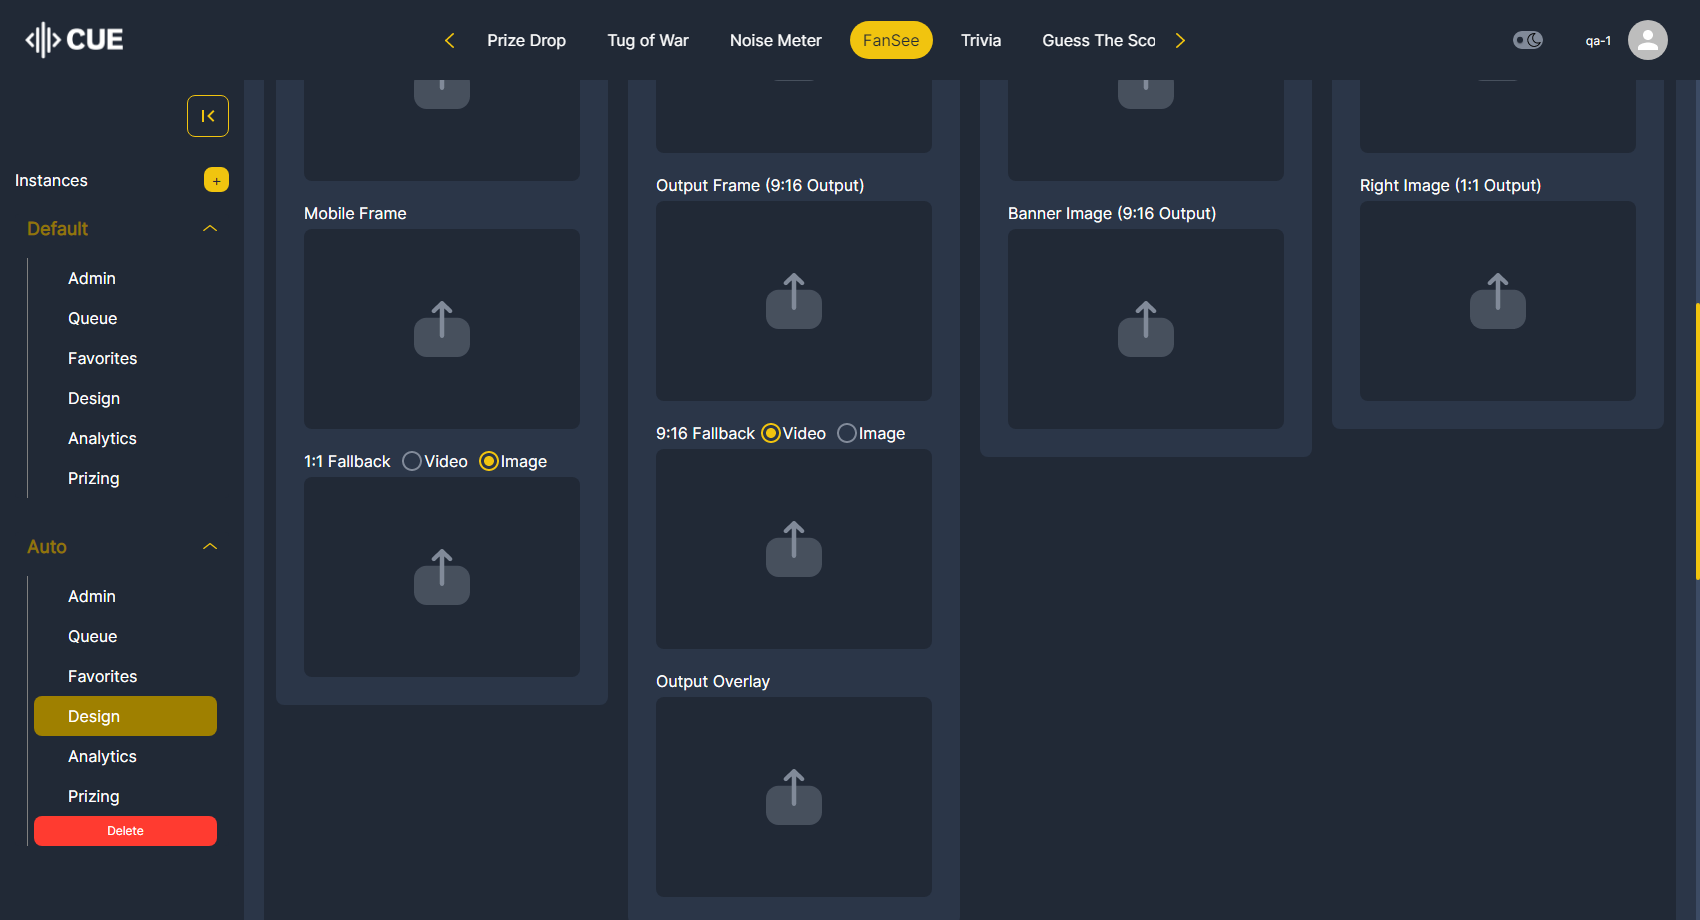 CUE
Prize Drop
Tug of War
Noise Meter
FanSee
Trivia
Guess The Sco
qa-1
Instances
+
Default
Admin
Queue
Favorites
Design
Analytics
Prizing
Auto
Admin
Queue
Favorites
Design
Analytics
Prizing
Delete
Mobile Frame
1:1 Fallback Video Image
Output Frame (9:16 Output)
9:16 Fallback Video Image
Output Overlay
Banner Image (9:16 Output)
Right Image (1:1 Output)